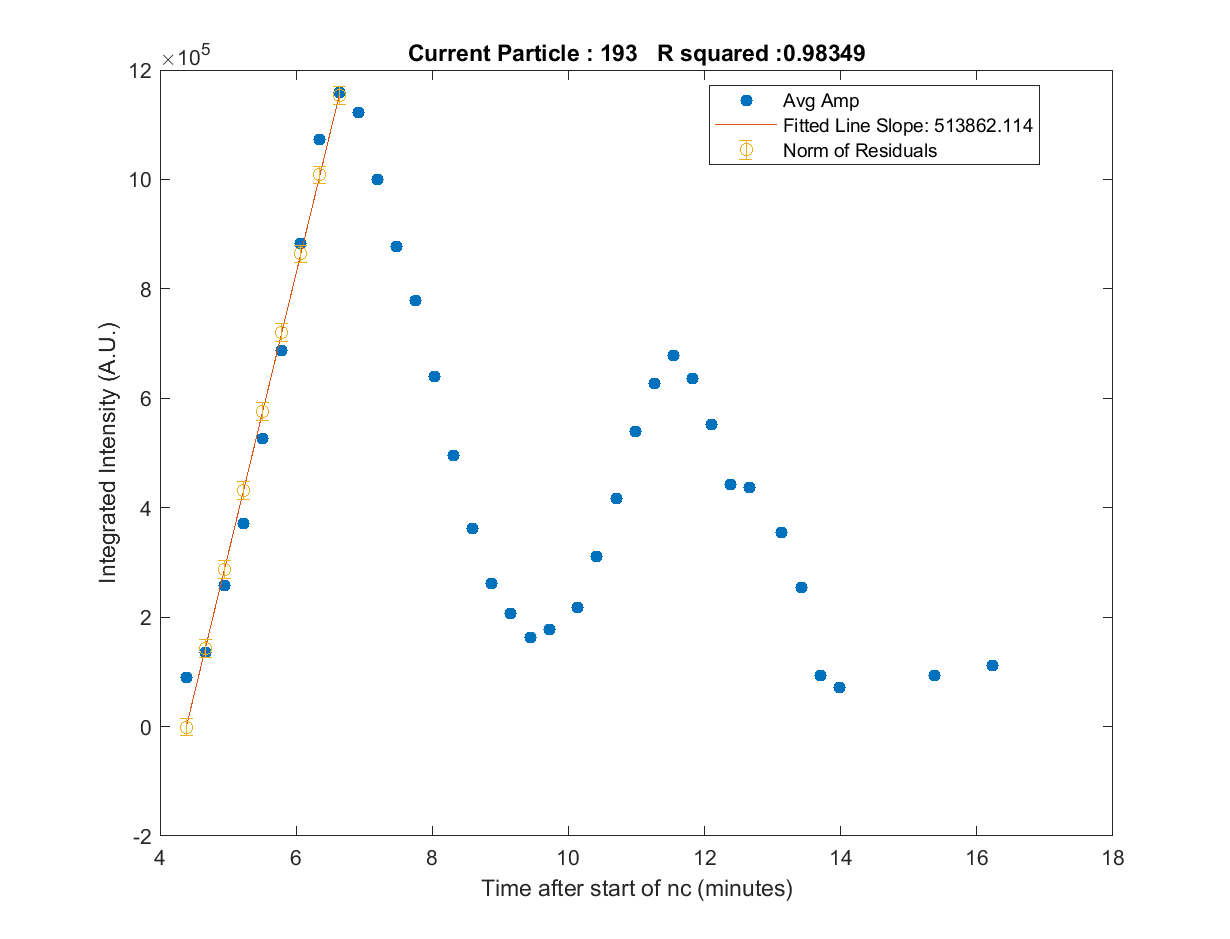 Current Particle : 193 R squared :0.98349
×10^5
12
10
8
6
4
2
0
-2
4 6 8 10 12 14 16 18
Integrated Intensity (A.U.)
Time after start of nc (minutes)
Avg Amp
Fitted Line Slope: 513862.114
Norm of Residuals